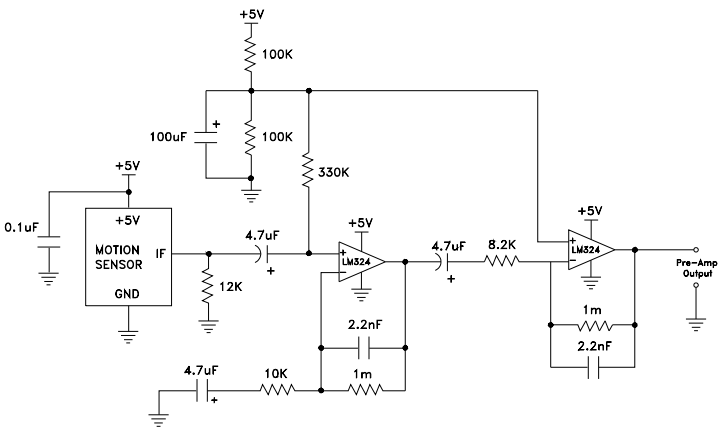 +5V
100K
100uF +
100K
330K
+5V
0.1uF
+5V
MOTION
SENSOR
IF
GND
12K
4.7uF
+
+5V
+
LM324
−
4.7uF
+
8.2K
+5V
+
LM324
−
Pre-Amp
Output
2.2nF
1m
10K
4.7uF
+
1m
2.2nF